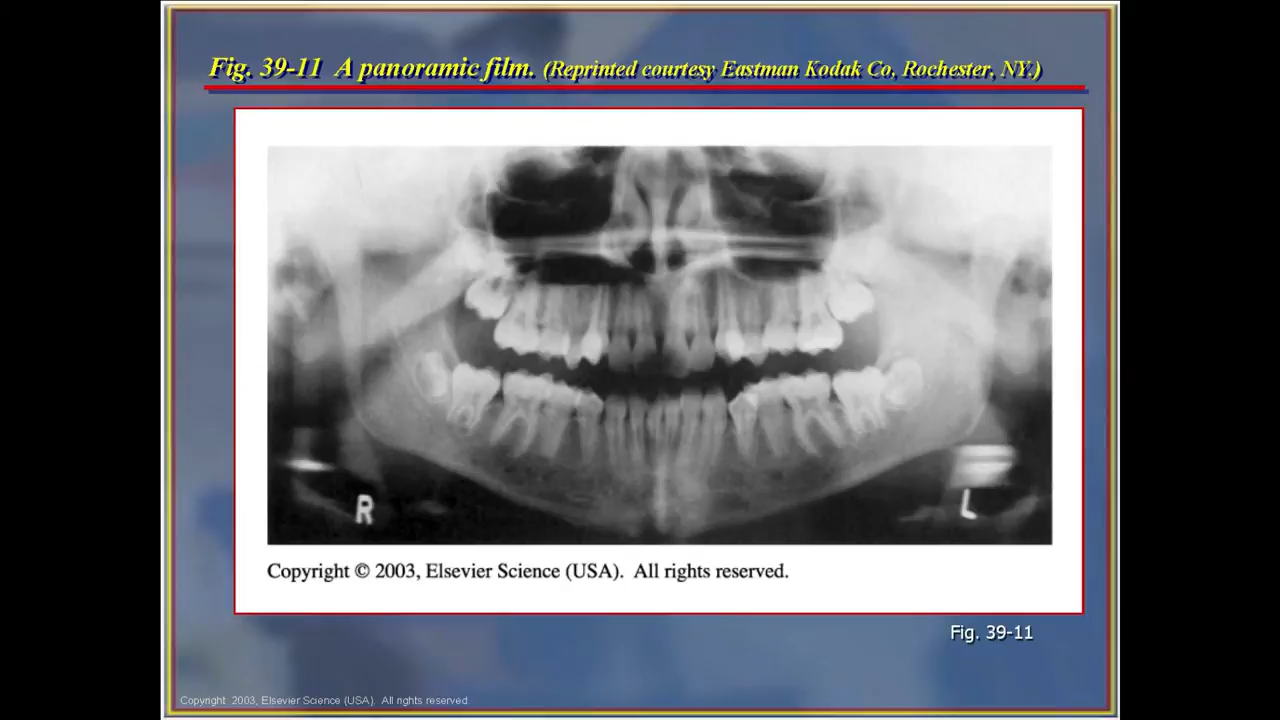 Fig. 39-11 A panoramic film. (Reprinted courtesy Eastman Kodak Co, Rochester, NY.)
R
L
Copyright © 2003, Elsevier Science (USA). All rights reserved.
Fig. 39-11
Copyright 2003, Elsevier Science (USA). All rights reserved.